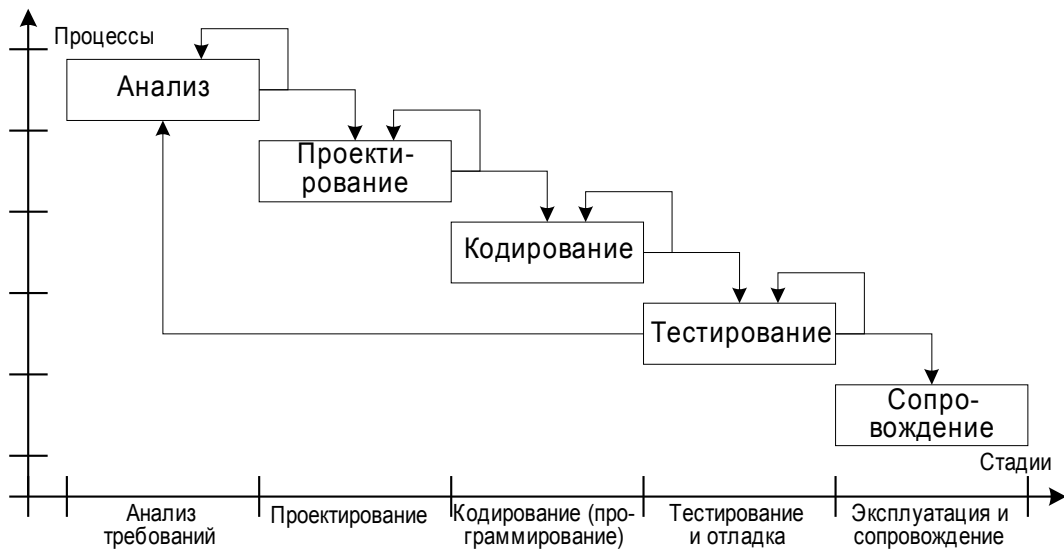 Процессы
Анализ
Проекти-
рование
Кодирование
Тестирование
Сопро-
вождение
Стадии
Анализ
требований
Проектирование
Кодирование (про-
граммирование)
Тестирование
и отладка
Эксплуатация и
сопровождение